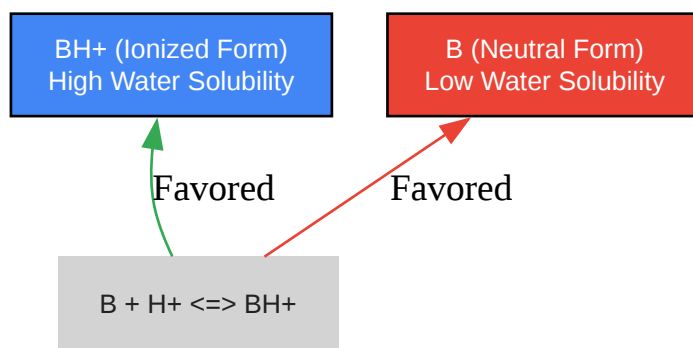 BH+ (Ionized Form)
High Water Solubility
B (Neutral Form)
Low Water Solubility
Favored
Favored
B + H+ <=> BH+